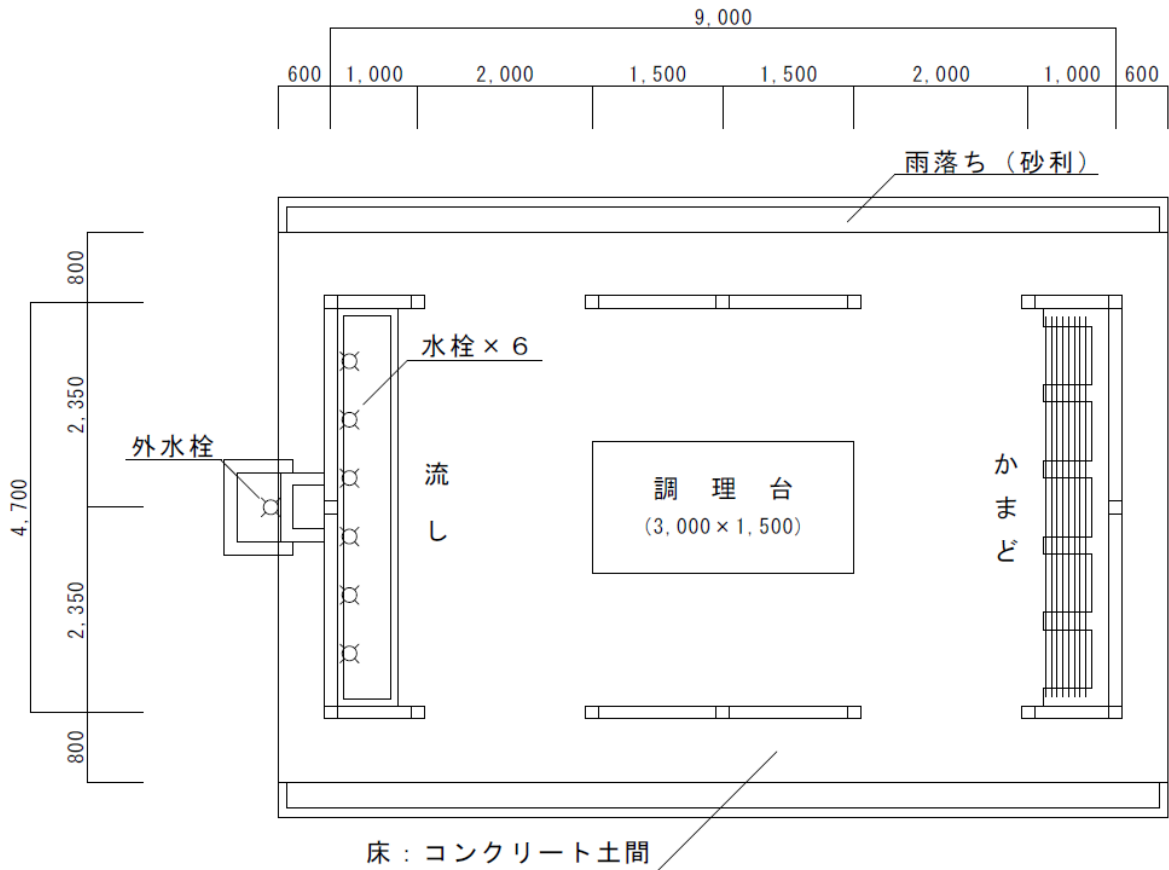 9,000
600 1,000 2,000 1,500 1,500 2,000 1,000 600
雨落ち（砂利）
800
2,350
4,700
2,350
800
水栓×６
外水栓
流し
調理台
(3,000×1,500)
かまど
床：コンクリート土間